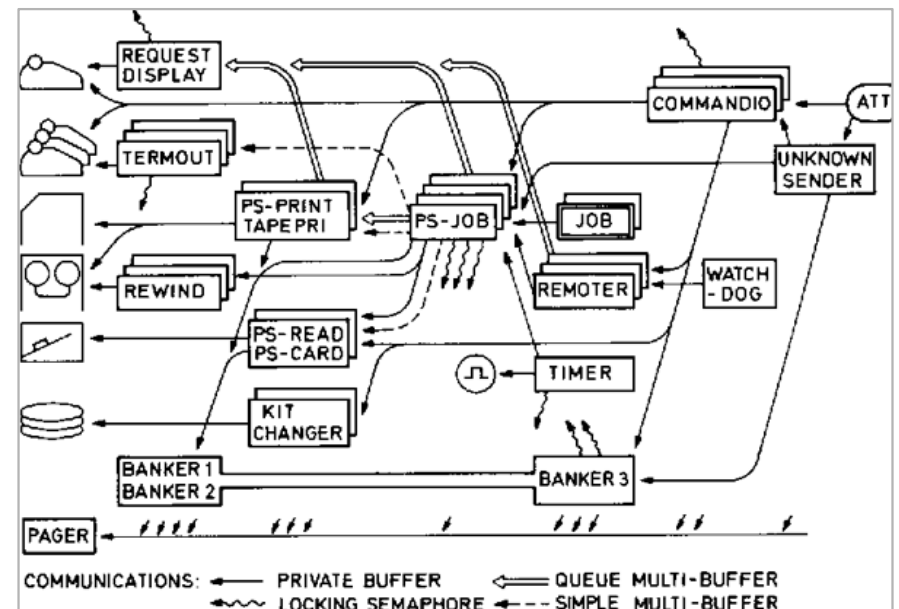 REQUEST
DISPLAY
COMMANDIO
ATT
TERMOUT
UNKNOWN
SENDER
PS-PRINT
TAPEPRI
PS-JOB
JOB
REWIND
REMOTER
WATCH
-DOG
PS-READ
PS-CARD
TIMER
KIT
CHANGER
BANKER 1
BANKER 2
BANKER 3
PAGER
COMMUNICATIONS: PRIVATE BUFFER QUEUE MULTI-BUFFER
LOCKING SEMAPHORE SIMPLE MULTI-BUFFER